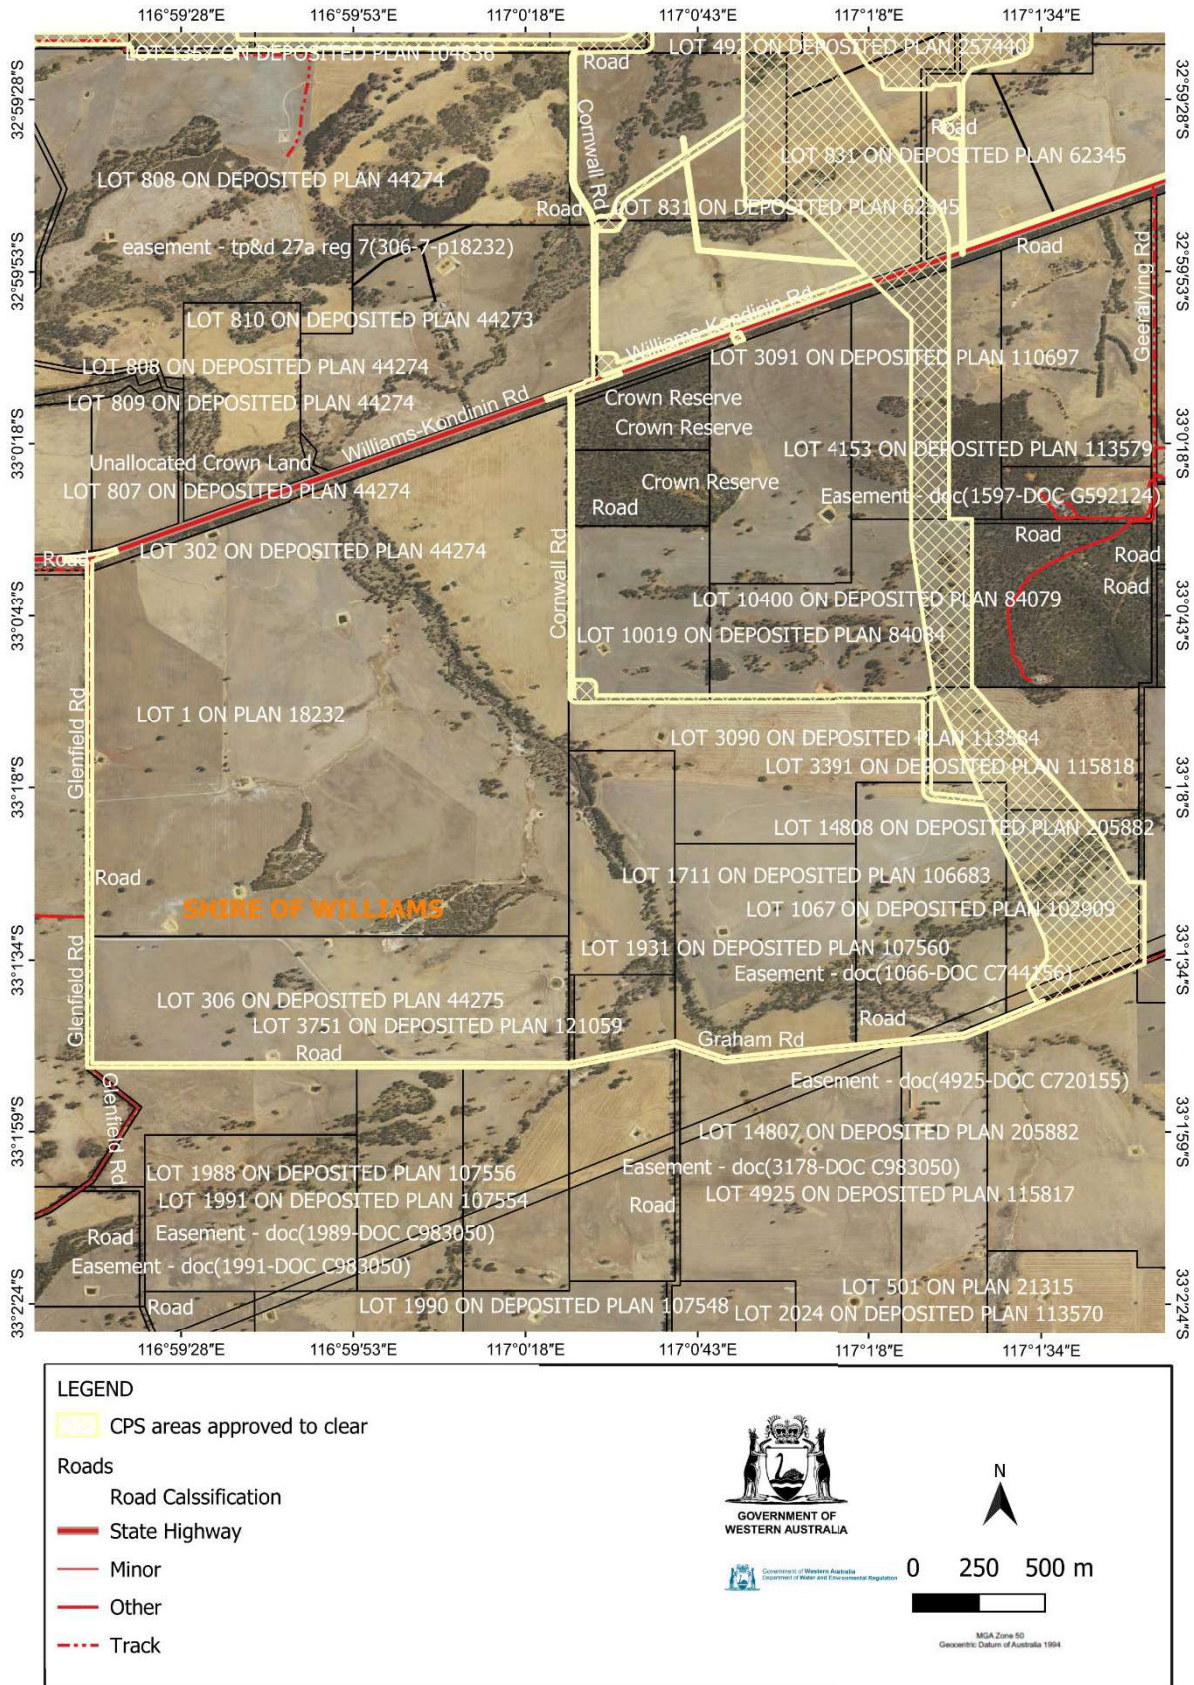 116°59'28"E 116°59'53"E 117°0'18"E 117°0'43"E 117°1'18"E 117°1'34"E
LOT 1357 ON DEPOSITED PLAN 104836
Road
LOT 492 ON DEPOSITED PLAN 257440
32°59'28"S
32°59'28"S
Cornwall Rd
Road
LOT 831 ON DEPOSITED PLAN 62345
LOT 808 ON DEPOSITED PLAN 44274
Road
LOT 831 ON DEPOSITED PLAN 62345
easement - tp&d 27a reg 7(306-7-p18232)
Road
32°59'53"S
32°59'53"S
Geeralying Rd
Williams-Kondinin Rd
LOT 810 ON DEPOSITED PLAN 44273
LOT 3091 ON DEPOSITED PLAN 110697
LOT 808 ON DEPOSITED PLAN 44274
LOT 809 ON DEPOSITED PLAN 44274
Crown Reserve
Williams-Kondinin Rd
Crown Reserve
33°0'18"S
33°0'18"S
LOT 4153 ON DEPOSITED PLAN 113579
Unallocated Crown Land
Crown Reserve
LOT 807 ON DEPOSITED PLAN 44274
Easement - doc(1597-DOC G592124)
Road
Road
Road
LOT 302 ON DEPOSITED PLAN 44274
Road
Cornwall Rd
Road
33°0'43"S
33°0'43"S
LOT 10400 ON DEPOSITED PLAN 84079
LOT 10019 ON DEPOSITED PLAN 84084
Glenfield Rd
LOT 1 ON PLAN 18232
LOT 3090 ON DEPOSITED PLAN 113584
LOT 3391 ON DEPOSITED PLAN 115818
33°1'8"S
33°1'8"S
LOT 14808 ON DEPOSITED PLAN 205882
Road
LOT 1711 ON DEPOSITED PLAN 106683
SHIRE OF WILLIAMS
LOT 1067 ON DEPOSITED PLAN 102909
Glenfield Rd
LOT 1931 ON DEPOSITED PLAN 107560
33°1'34"S
33°1'34"S
Easement - doc(1066-DOC C744156)
LOT 306 ON DEPOSITED PLAN 44275
Road
LOT 3751 ON DEPOSITED PLAN 121059
Graham Rd
Road
Glenfield Rd
Easement - doc(4925-DOC C720155)
33°1'59"S
33°1'59"S
LOT 14807 ON DEPOSITED PLAN 205882
LOT 1988 ON DEPOSITED PLAN 107556
Easement - doc(3178-DOC C983050)
LOT 1991 ON DEPOSITED PLAN 107554
LOT 4925 ON DEPOSITED PLAN 115817
Road
Road
Easement - doc(1989-DOC C983050)
Easement - doc(1991-DOC C983050)
LOT 501 ON PLAN 21315
33°2'24"S
33°2'24"S
Road
LOT 1990 ON DEPOSITED PLAN 107548
LOT 2024 ON DEPOSITED PLAN 113570
116°59'28"E 116°59'53"E 117°0'18"E 117°0'43"E 117°1'18"E 117°1'34"E
LEGEND
CPS areas approved to clear
Roads
Road Calssification
State Highway
Minor
Other
Track
GOVERNMENT OF
WESTERN AUSTRALIA
Government of Western Australia
Department of Water and Environmental Regulation
N
0 250 500 m
MGA Zone 50
Geocentric Datum of Australia 1994